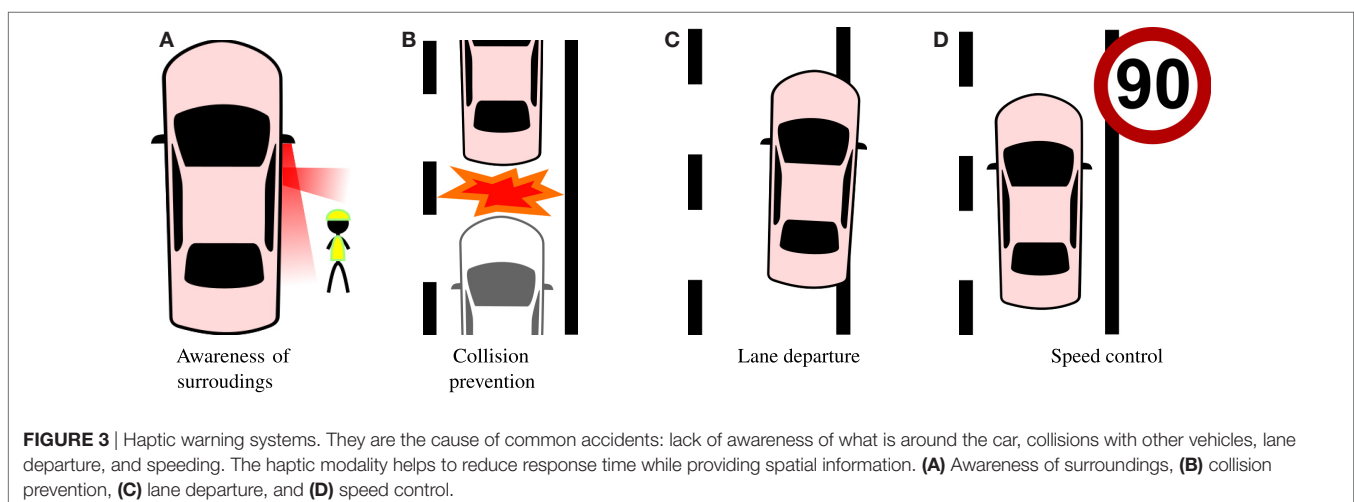 A
B
C
D
90
Awareness of
surroudings
Collision
prevention
Lane departure
Speed control
FIGURE 3 | Haptic warning systems. They are the cause of common accidents: lack of awareness of what is around the car, collisions with other vehicles, lane
departure, and speeding. The haptic modality helps to reduce response time while providing spatial information. (A) Awareness of surroundings, (B) collision
prevention, (C) lane departure, and (D) speed control.